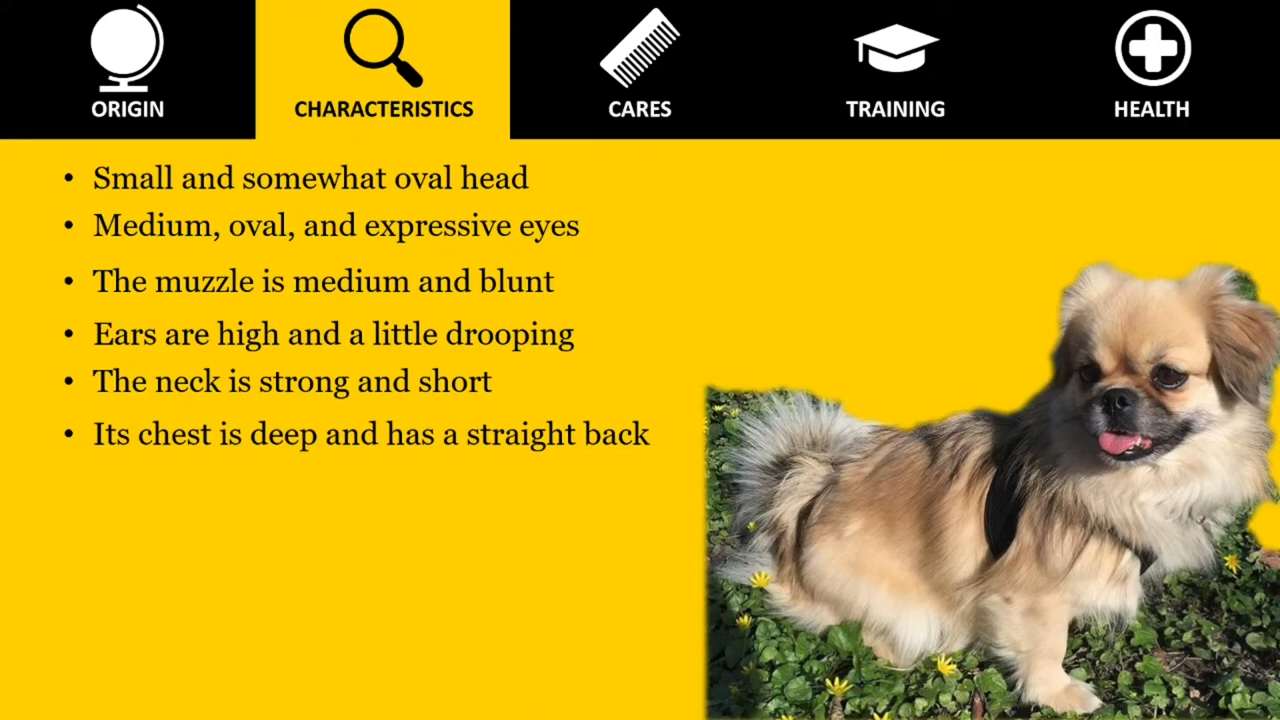 ORIGIN
CHARACTERISTICS
CARES
TRAINING
HEALTH
• Small and somewhat oval head
• Medium, oval, and expressive eyes
• The muzzle is medium and blunt
• Ears are high and a little drooping
• The neck is strong and short
• Its chest is deep and has a straight back